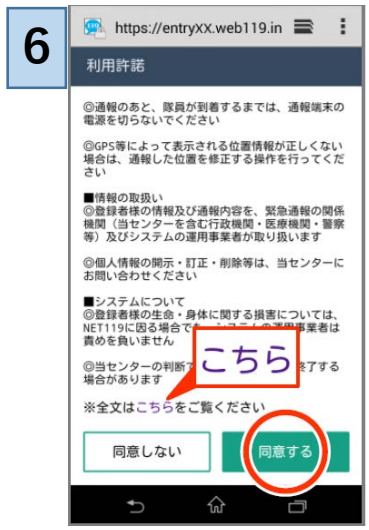 6
https://entryXX.web119.in
利用許諾
◎通報のあと、隊員が到着するまでは、通報端末の
電源を切らないでください
◎GPS等によって表示される位置情報が正しくない
場合は、通報した位置を修正する操作を行ってくだ
さい
■情報の取扱い
◎登録者様の情報及び通報内容を、緊急通報の関係
機関（当センターを含む行政機関・医療機関・警察
等）及びシステムの運用事業者が取り扱います
◎個人情報の開示・訂正・削除等は、当センターに
お問い合わせください
■システムについて
◎登録者様の生命・身体に関する損害については、
NET119に因る場合でも、システムの運用事業者は
責めを負いません
こちら
◎当センターの判断で 終了する
場合があります
※全文はこちらをご覧ください
同意しない
同意する